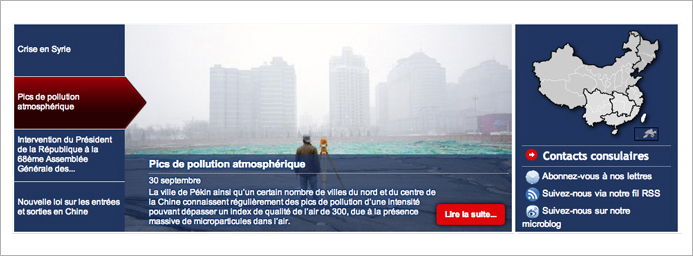 Crise en Syrie
Pics de pollution
atmosphérique
Intervention du Président
de la République à la
68ème Assemblée
Générale des...
Nouvelle loi sur les entrées
et sorties en Chine
Pics de pollution atmosphérique
30 septembre
La ville de Pékin ainsi qu'un certain nombre de villes du nord et du centre de
la Chine connaissent régulièrement des pics de pollution d'une intensité
pouvant dépasser un index de qualité de l'air de 300, due à la présence
massive de microparticules dans l'air.
Lire la suite...
Contacts consulaires
Abonnez-vous à nos lettres
Suivez-nous via notre fil RSS
Suivez-nous sur notre
microblog